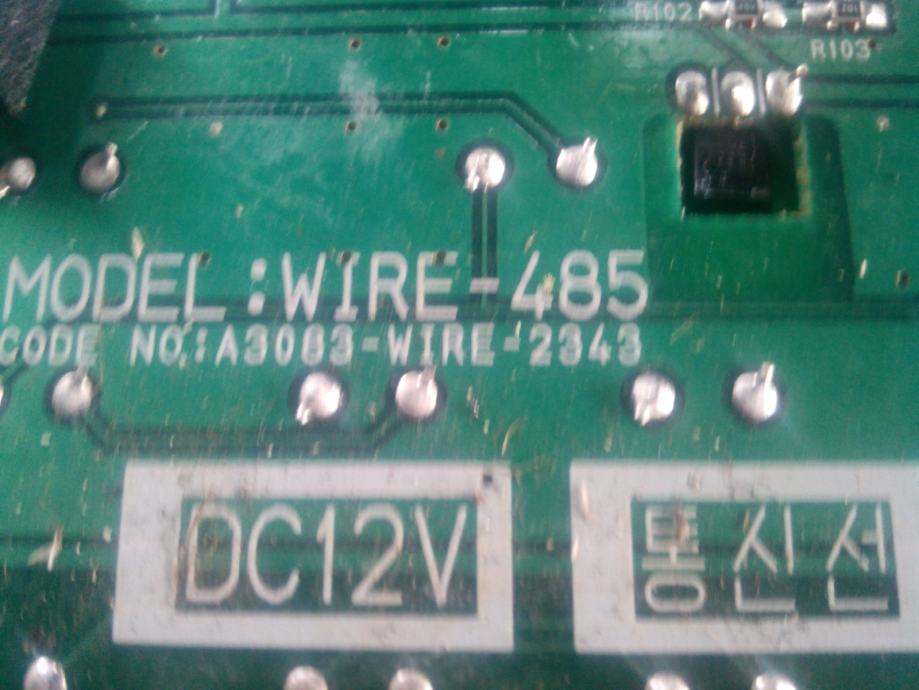 R102
R103
MODEL:WIRE-485
CODE NO.:A3083-WIRE-2343
DC12V
통신선